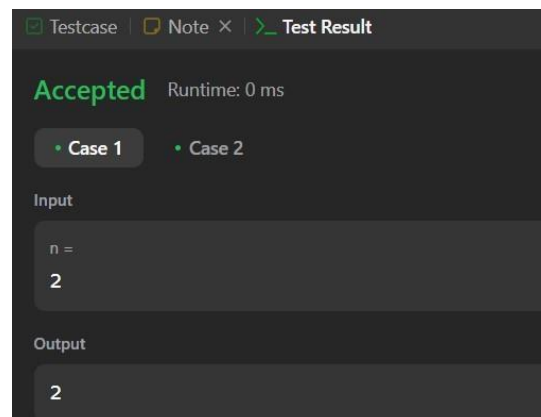 Testcase Note × >_ Test Result
Accepted Runtime: 0 ms
• Case 1 • Case 2
Input
n =
2
Output
2